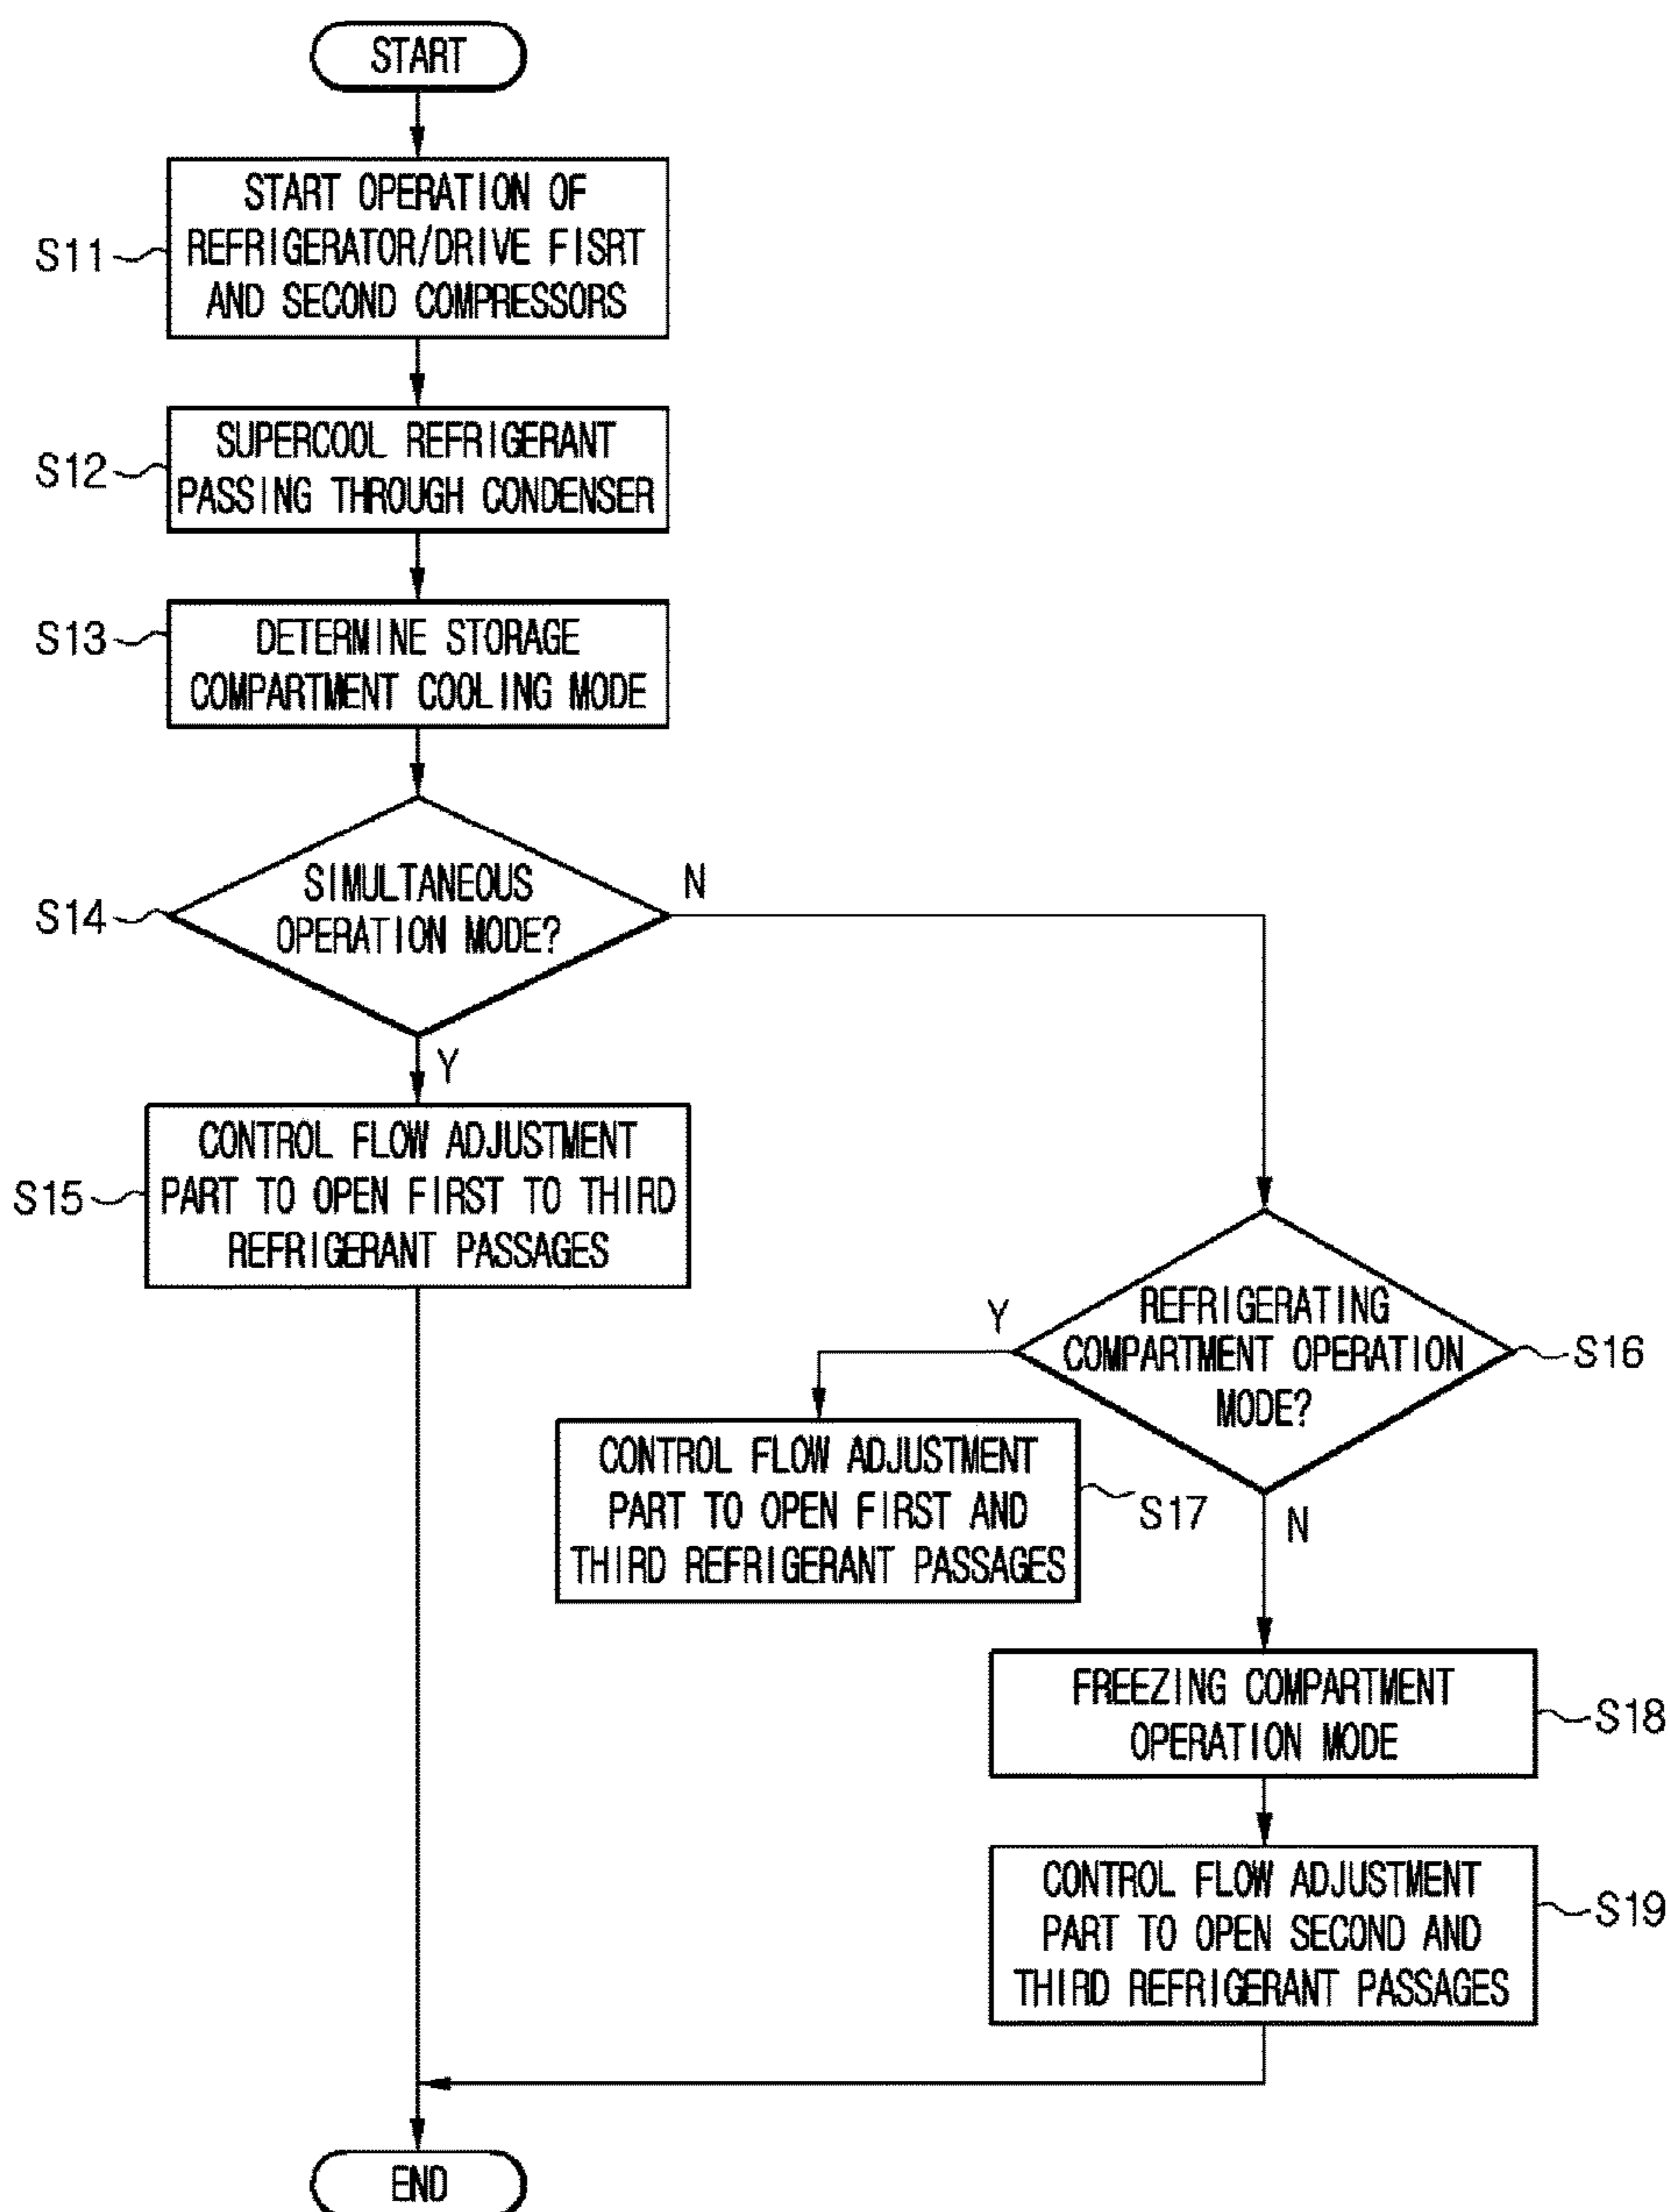 START
S11
START OPERATION OF
REFRIGERATOR/DRIVE FISRT
AND SECOND COMPRESSORS
S12
SUPERCOOL REFRIGERANT
PASSING THROUGH CONDENSER
S13
DETERMINE STORAGE
COMPARTMENT COOLING MODE
S14
SIMULTANEOUS
OPERATION MODE?
N
Y
S15
CONTROL FLOW ADJUSTMENT
PART TO OPEN FIRST TO THIRD
REFRIGERANT PASSAGES
REFRIGERATING
COMPARTMENT OPERATION
MODE?
S16
Y
CONTROL FLOW ADJUSTMENT
PART TO OPEN FIRST AND
THIRD REFRIGERANT PASSAGES
S17
N
FREEZING COMPARTMENT
OPERATION MODE
S18
CONTROL FLOW ADJUSTMENT
PART TO OPEN SECOND AND
THIRD REFRIGERANT PASSAGES
S19
END